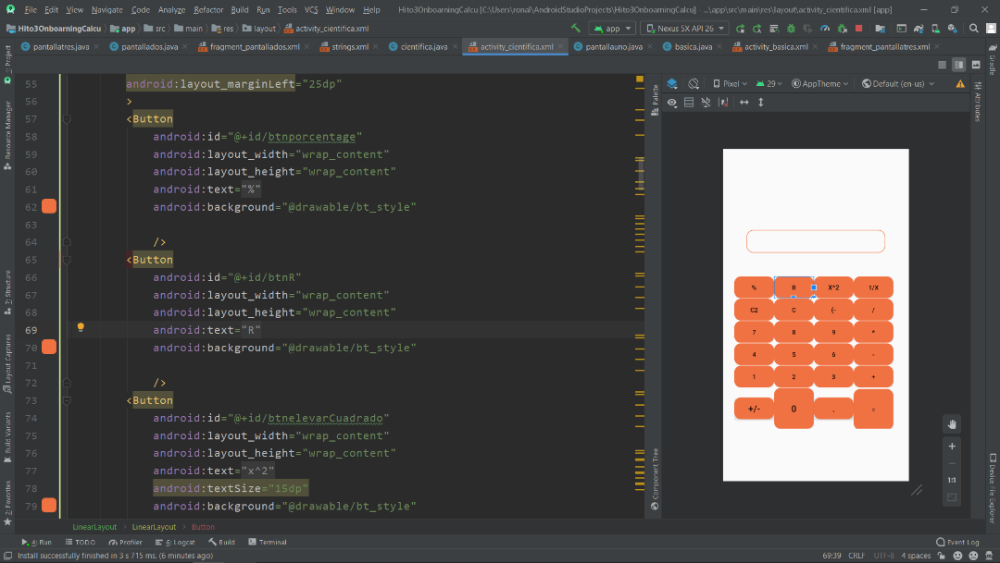 File Edit View Navigate Code Analyze Refactor Build Run Tools VCS Window Help Hito3OnboarningCalcu [C:\Users\ronal\AndroidStudioProjects\Hito3OnboarningCalcu] - ...\app\src\main\res\layout\activity_cientifica.xml [app]
Hito3OnboarningCalcu app src main res layout activity_cientifica.xml app Nexus 5X API 26
pantallatres.java pantallados.java fragment_pantallados.xml strings.xml cientifica.java activity_cientifica.xml pantallauno.java basica.java activity_basica.xml fragment_pantallatres.xml
1: Project
Resource Manager
7: Structure
Layout Captures
Build Variants
2: Favorites
55 android:layout_marginLeft="25dp"
56 >
57 <Button
58 android:id="@+id/btnporcentage"
59 android:layout_width="wrap_content"
60 android:layout_height="wrap_content"
61 android:text="%"
62 android:background="@drawable/bt_style"
63
64 />
65 <Button
66 android:id="@+id/btnR"
67 android:layout_width="wrap_content"
68 android:layout_height="wrap_content"
69 android:text="R"
70 android:background="@drawable/bt_style"
71
72 />
73 <Button
74 android:id="@+id/btnelevarCuadrado"
75 android:layout_width="wrap_content"
76 android:layout_height="wrap_content"
77 android:text="x^2"
78 android:textSize="15dp"
79 android:background="@drawable/bt_style"
LinearLayout LinearLayout Button
Palette
Component Tree
Pixel 29 AppTheme Default (en-us)
% R X^2 1/X
C2 C (- /
7 8 9 *
4 5 6 -
1 2 3 +
+/- 0 . =
1:1
Gradle
Attributes
Device File Explorer
4: Run TODO Profiler 6: Logcat Build Terminal Event Log
Install successfully finished in 3 s 715 ms. (6 minutes ago) 69:39 CRLF UTF-8 4 spaces